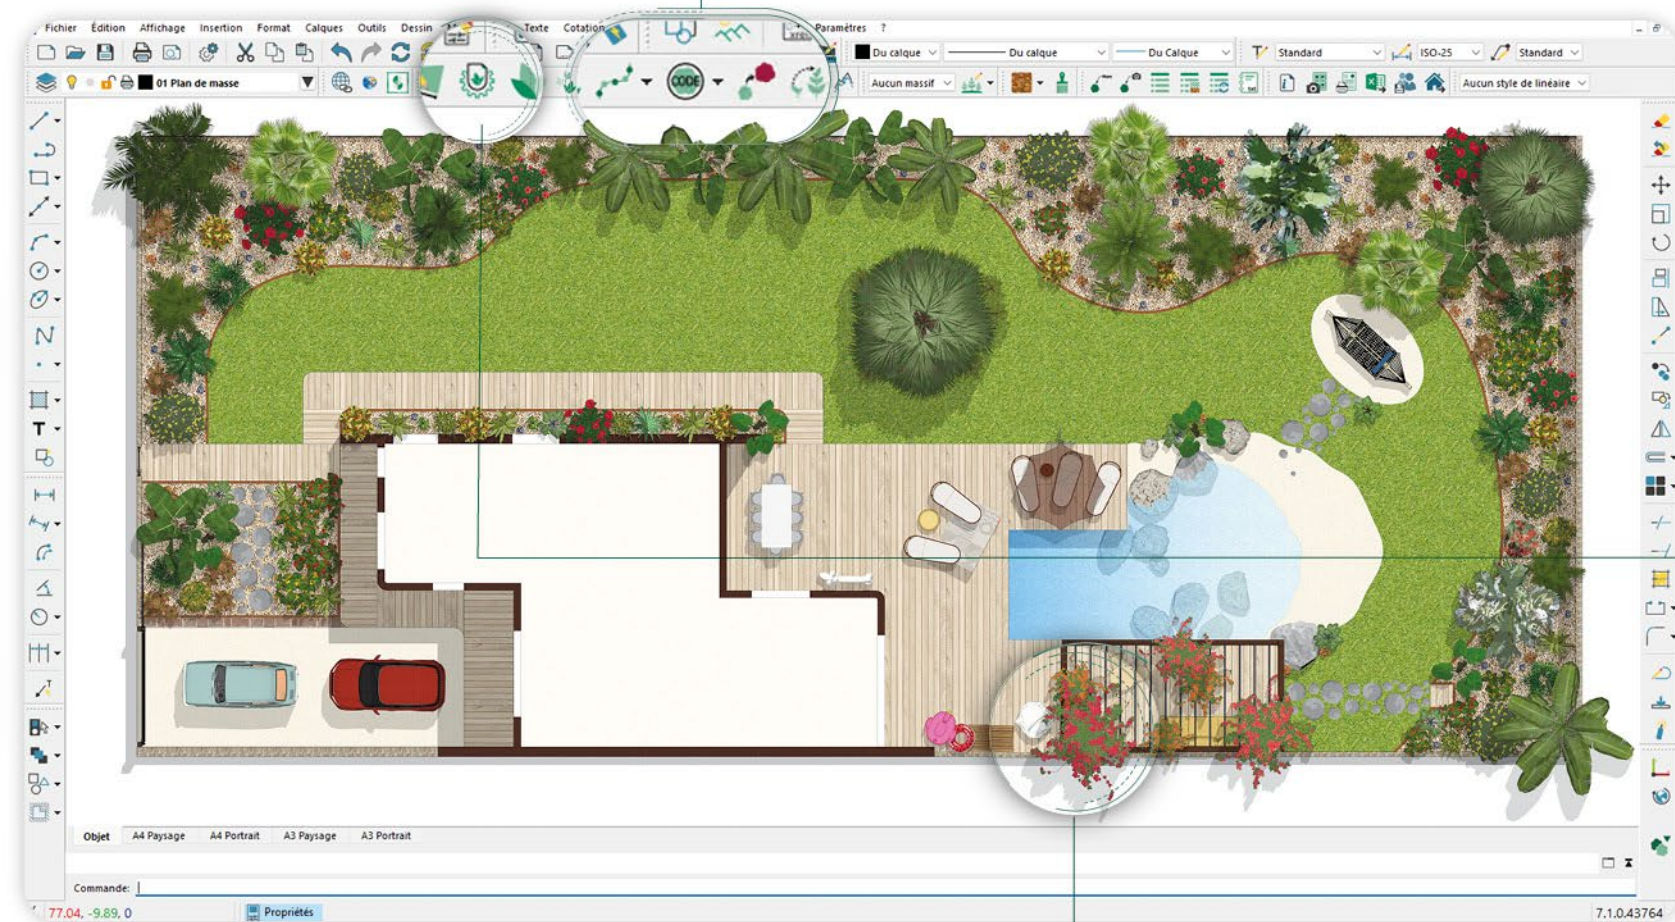 Fichier Édition Affichage Insertion Format Calques Outils Dessin Texte Cotation Paramètres ?
Du calque Du calque Du Calque Standard ISO-25 Standard
01 Plan de masse CODE Aucun massif Aucun style de linéaire
Objet A4 Paysage A4 Portrait A3 Paysage A3 Portrait
Commande:
77.04, -9.89, 0 Propriétés 7.1.0.43764